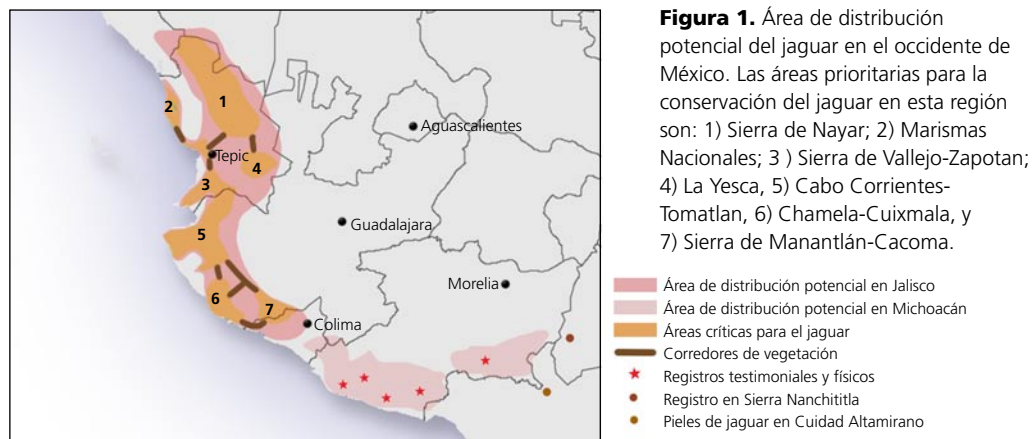 Figura 1. Área de distribución
potencial del jaguar en el occidente de
México. Las áreas prioritarias para la
conservación del jaguar en esta región
son: 1) Sierra de Nayar; 2) Marismas
Nacionales; 3 ) Sierra de Vallejo-Zapotan;
4) La Yesca, 5) Cabo Corrientes-
Tomatlan, 6) Chamela-Cuixmala, y
7) Sierra de Manantlán-Cacoma.
1
2
Aguascalientes
Tepic
4
3
Guadalajara
5
Morelia
6
7
Colima
Área de distribución potencial en Jalisco
Área de distribución potencial en Michoacán
Áreas críticas para el jaguar
Corredores de vegetación
Registros testimoniales y físicos
Registro en Sierra Nanchititla
Pieles de jaguar en Cuidad Altamirano